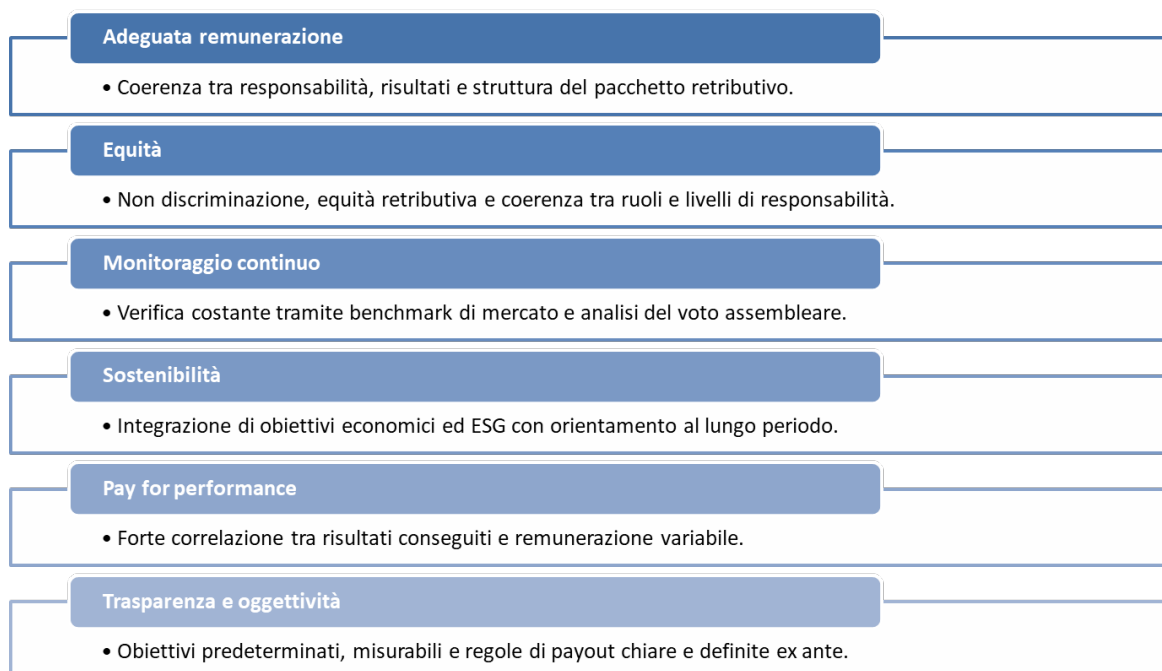 Adeguata remunerazione
• Coerenza tra responsabilità, risultati e struttura del pacchetto retributivo.
Equità
• Non discriminazione, equità retributiva e coerenza tra ruoli e livelli di responsabilità.
Monitoraggio continuo
• Verifica costante tramite benchmark di mercato e analisi del voto assembleare.
Sostenibilità
• Integrazione di obiettivi economici ed ESG con orientamento al lungo periodo.
Pay for performance
• Forte correlazione tra risultati conseguiti e remunerazione variabile.
Trasparenza e oggettività
• Obiettivi predeterminati, misurabili e regole di payout chiare e definite ex ante.